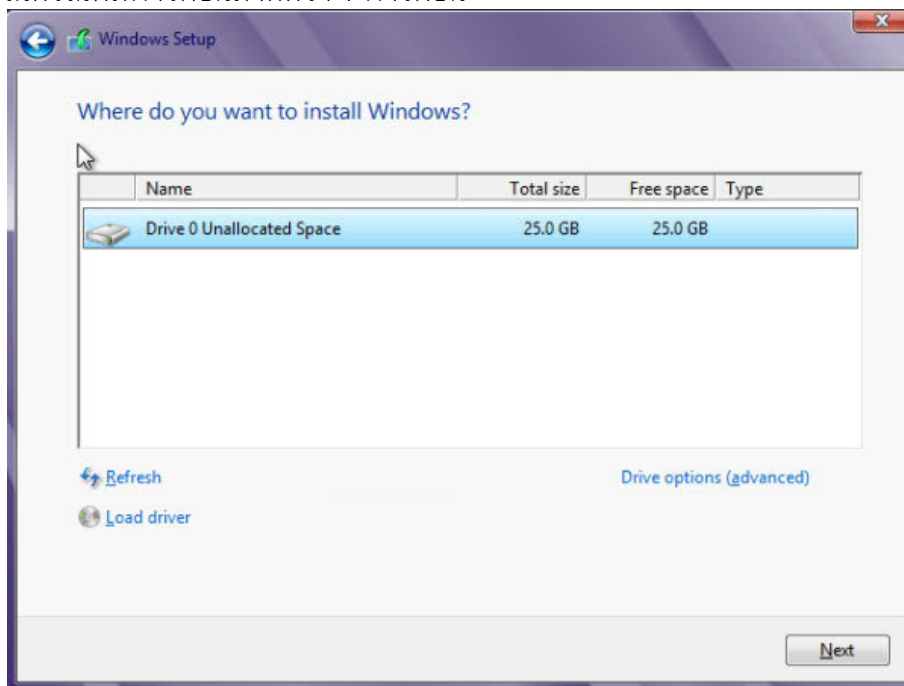 Windows Setup
Where do you want to install Windows?
Name Total size Free space Type
Drive 0 Unallocated Space 25.0 GB 25.0 GB
Refresh Drive options (advanced)
Load driver
Next